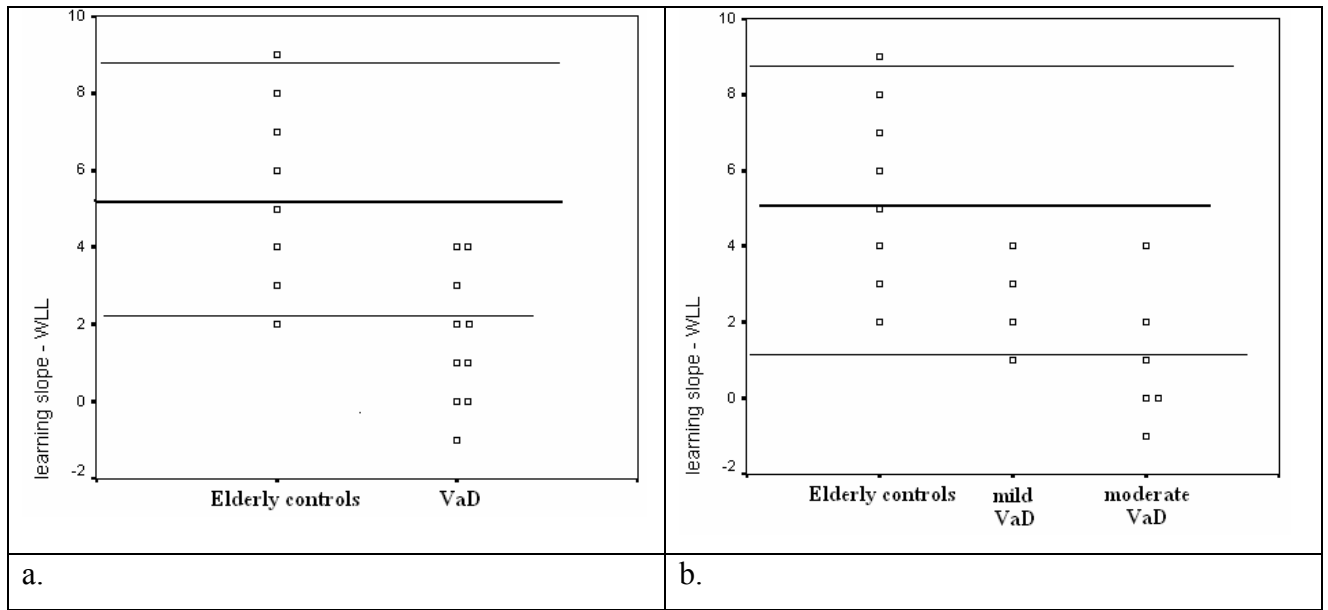 10
8
6
4
2
0
-2
learning slope - WLL
Elderly controls VaD
10
8
6
4
2
0
-2
learning slope - WLL
Elderly controls mild moderate
VaD VaD
a. b.